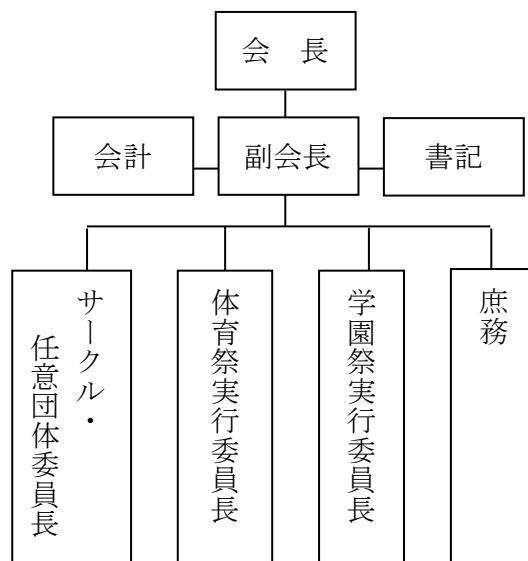 会　長
会計
副会長
書記
サークル・
任意団体委員長
体育祭実行委員長
学園祭実行委員長
庶務